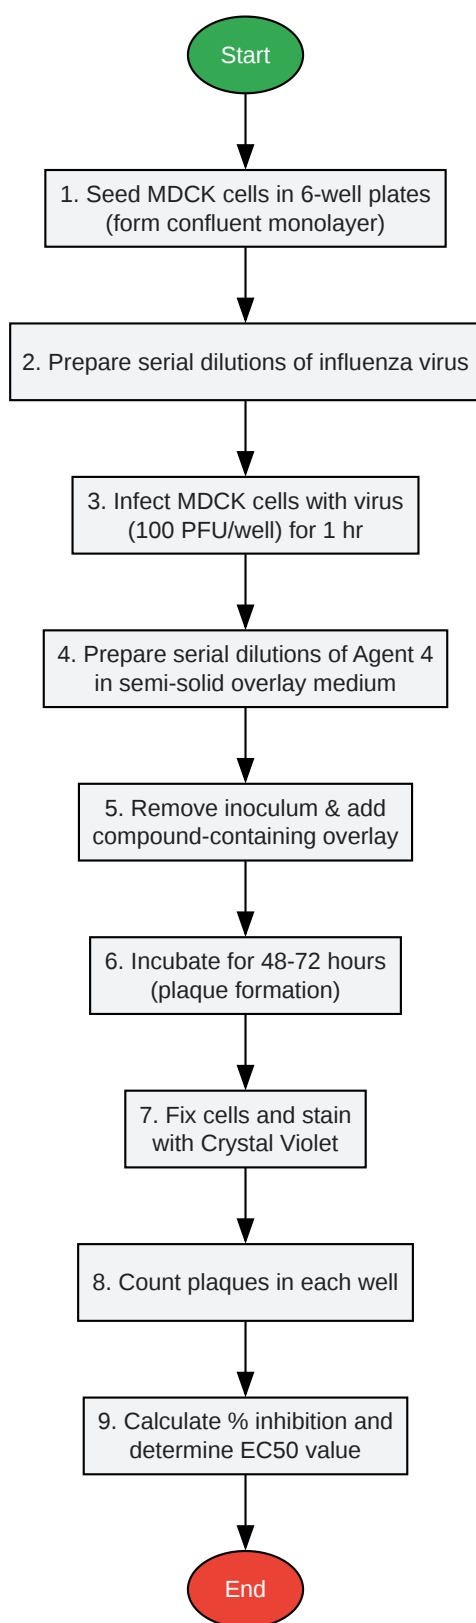 Start
1. Seed MDCK cells in 6-well plates
(form confluent monolayer)
2. Prepare serial dilutions of influenza virus
3. Infect MDCK cells with virus
(100 PFU/well) for 1 hr
4. Prepare serial dilutions of Agent 4
in semi-solid overlay medium
5. Remove inoculum & add
compound-containing overlay
6. Incubate for 48-72 hours
(plaque formation)
7. Fix cells and stain
with Crystal Violet
8. Count plaques in each well
9. Calculate % inhibition and
determine EC50 value
End